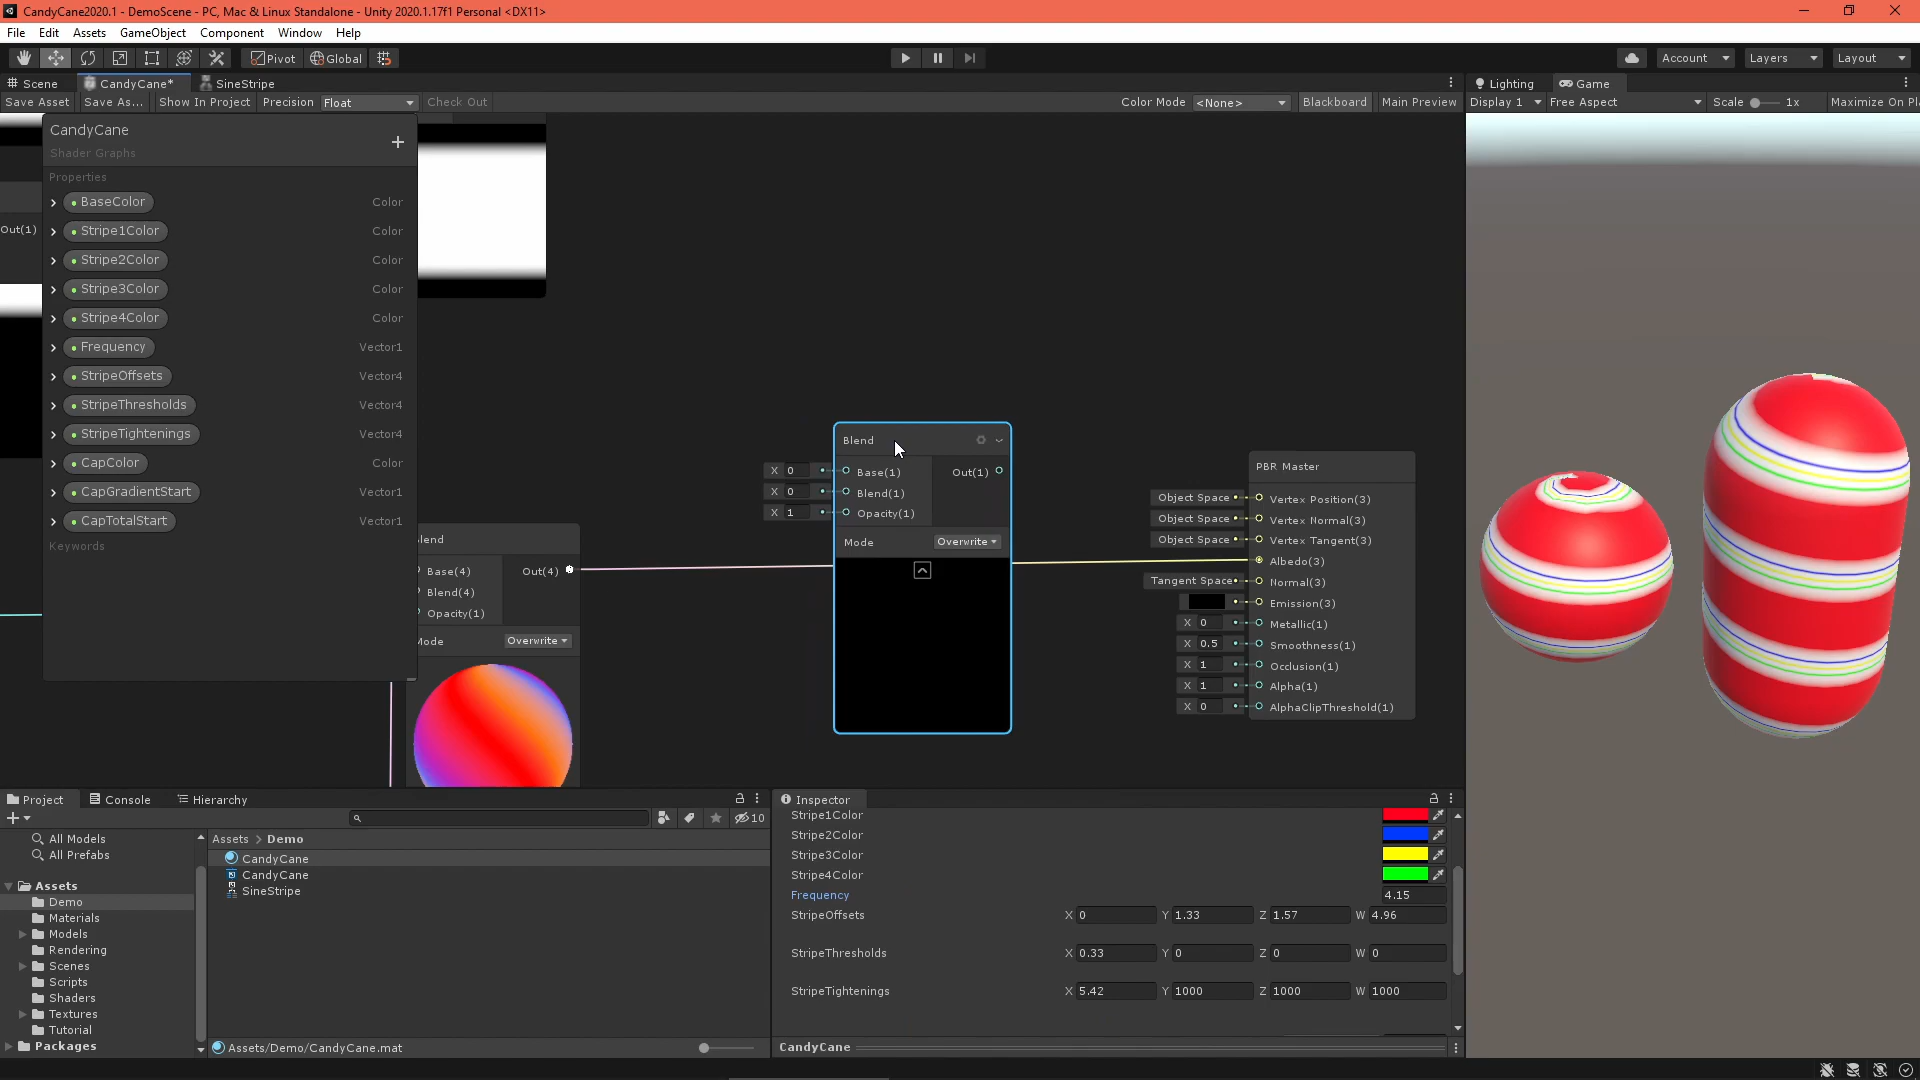 CandyCane2020.1 - DemoScene - PC, Mac & Linux Standalone - Unity 2020.1.17f1 Personal <DX11>
File Edit Assets GameObject Component Window Help
Pivot Global Account Layers Layout
Scene CandyCane* SineStripe Lighting Game
Save Asset Save As... Show In Project Precision Float Check Out Color Mode <None> Blackboard Main Preview Display 1 Free Aspect Scale 1x Maximize On Pl
CandyCane
Shader Graphs
Properties
BaseColor Color
Stripe1Color Color
Stripe2Color Color
Stripe3Color Color
Stripe4Color Color
Frequency Vector1
StripeOffsets Vector4
StripeThresholds Vector4
StripeTightenings Vector4
CapColor Color
CapGradientStart Vector1
CapTotalStart Vector1
Keywords
Out(1)
lend
Base(4) Out(4)
Blend(4)
Opacity(1)
Mode Overwrite
Blend
X 0 Base(1) Out(1)
X 0 Blend(1)
X 1 Opacity(1)
Mode Overwrite
PBR Master
Object Space Vertex Position(3)
Object Space Vertex Normal(3)
Object Space Vertex Tangent(3)
Albedo(3)
Tangent Space Normal(3)
Emission(3)
X 0 Metallic(1)
X 0.5 Smoothness(1)
X 1 Occlusion(1)
X 1 Alpha(1)
X 0 AlphaClipThreshold(1)
Project Console Hierarchy
10
All Models
All Prefabs
Assets
Demo
Materials
Models
Rendering
Scenes
Scripts
Shaders
Textures
Tutorial
Packages
Assets > Demo
CandyCane
CandyCane
SineStripe
Assets/Demo/CandyCane.mat
Inspector
Stripe1Color
Stripe2Color
Stripe3Color
Stripe4Color
Frequency 4.15
StripeOffsets X 0 Y 1.33 Z 1.57 W 4.96
StripeThresholds X 0.33 Y 0 Z 0 W 0
StripeTightenings X 5.42 Y 1000 Z 1000 W 1000
CandyCane